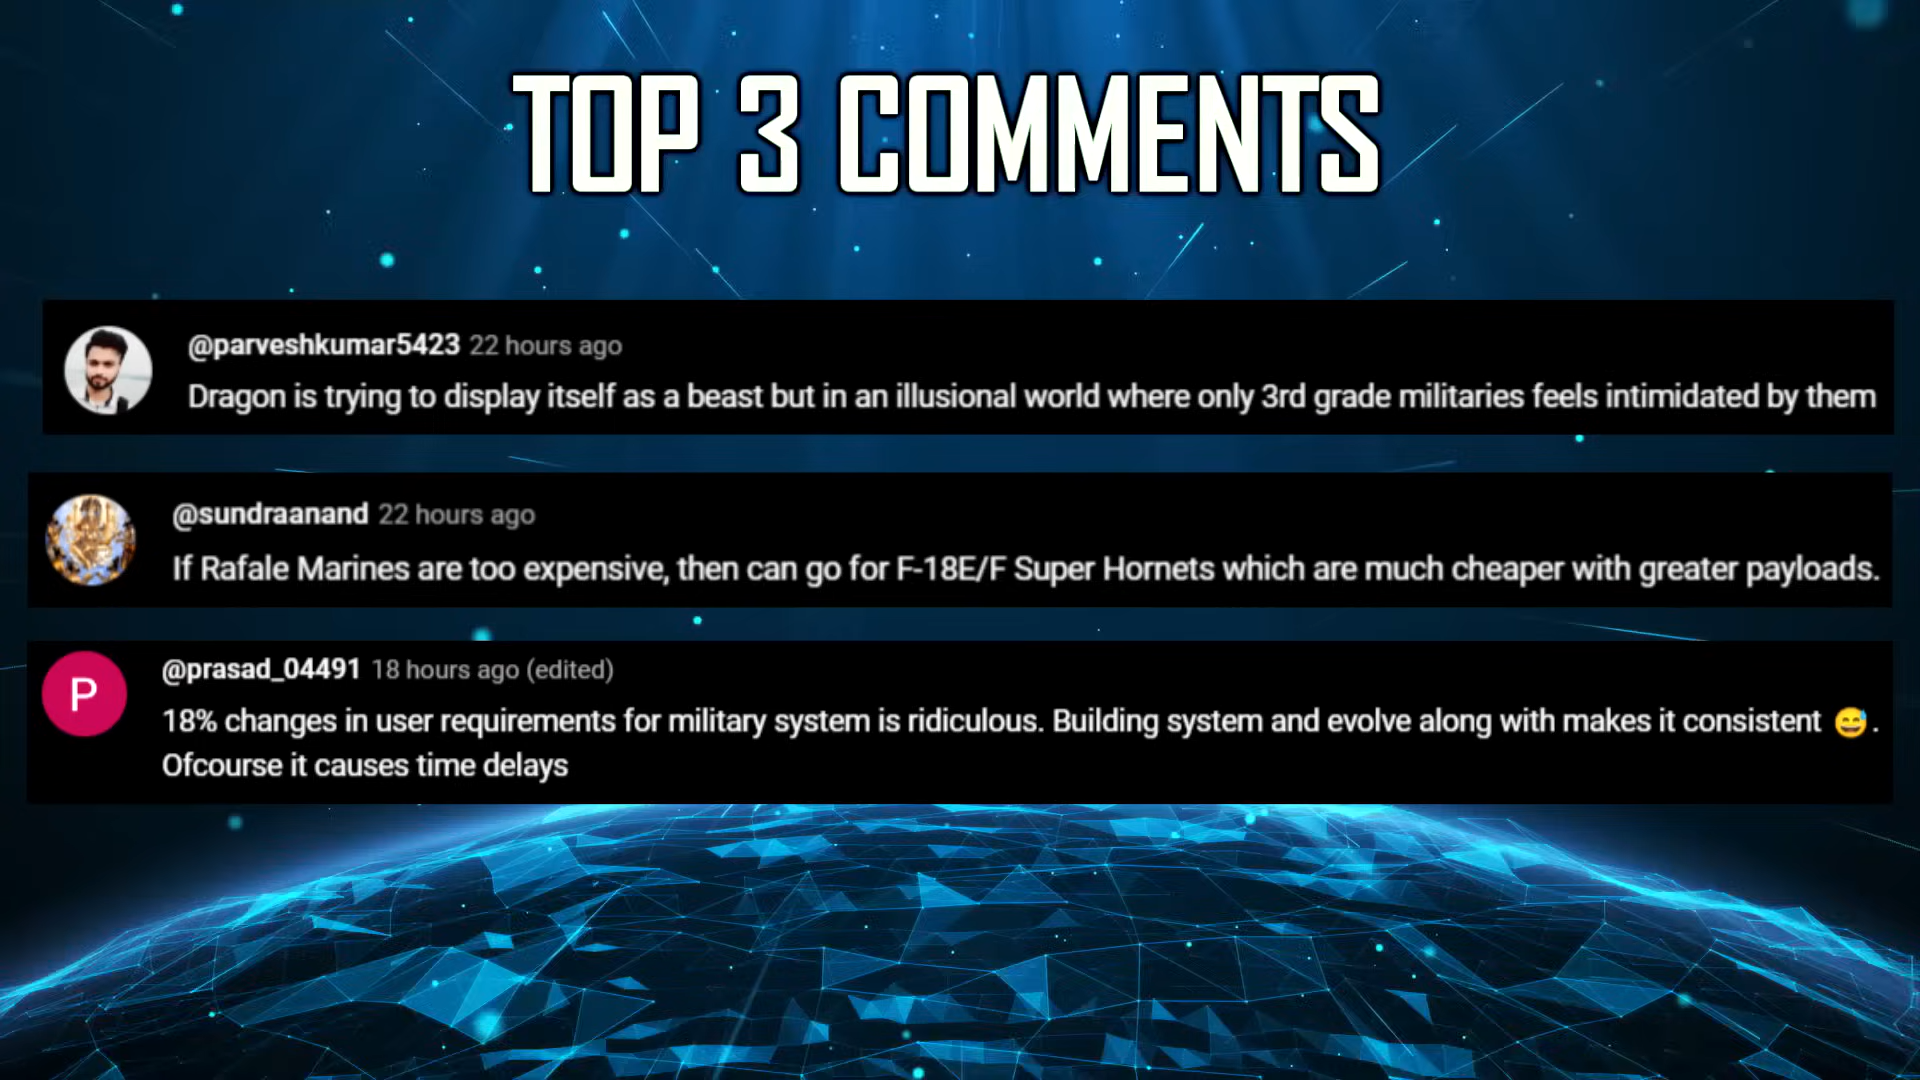 TOP 3 COMMENTS
@parveshkumar5423 22 hours ago
Dragon is trying to display itself as a beast but in an illusional world where only 3rd grade militaries feels intimidated by them
@sundraanand 22 hours ago
If Rafale Marines are too expensive, then can go for F-18E/F Super Hornets which are much cheaper with greater payloads.
P
@prasad_04491 18 hours ago (edited)
18% changes in user requirements for military system is ridiculous. Building system and evolve along with makes it consistent 😅.
Ofcourse it causes time delays